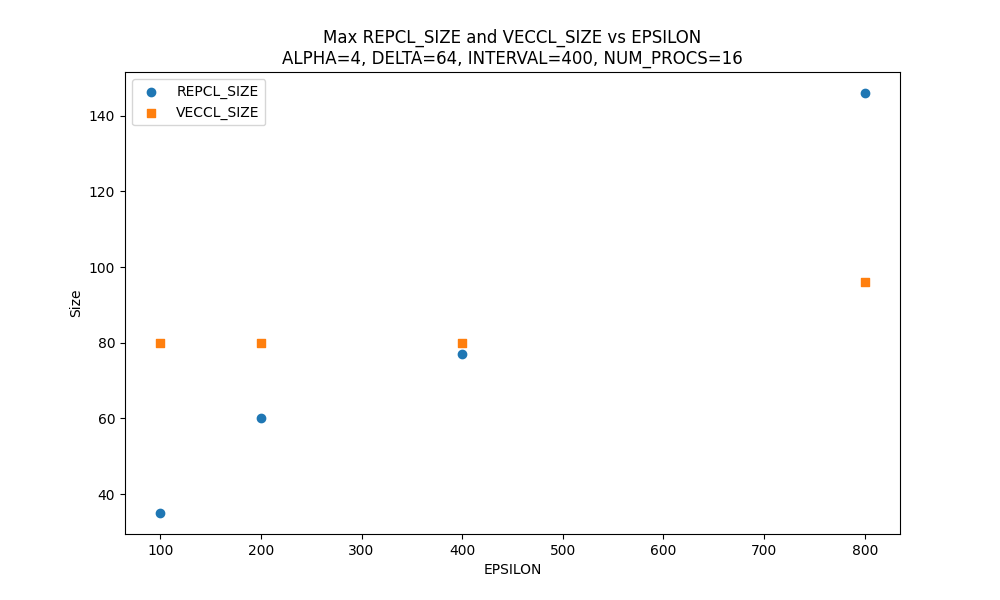 Max REPCL_SIZE and VECCL_SIZE vs EPSILON
ALPHA=4, DELTA=64, INTERVAL=400, NUM_PROCS=16
REPCL_SIZE
VECCL_SIZE
140
120
100
80
60
40
Size
100 200 300 400 500 600 700 800
EPSILON